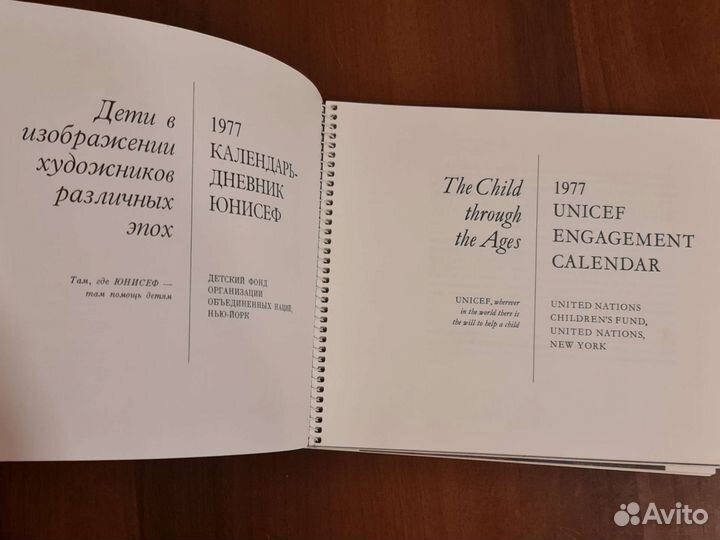 Дети в
изображении
художников
различных
эпох
Там, где ЮНИСЕФ —
там помощь детям
1977
КАЛЕНДАРЬ-
ДНЕВНИК
ЮНИСЕФ
ДЕТСКИЙ ФОНД
ОРГАНИЗАЦИИ
ОБЪЕДИНЕННЫХ НАЦИЙ,
НЬЮ-ЙОРК
The Child
through
the Ages
UNICEF, wherever
in the world there is
the will to help a child
1977
UNICEF
ENGAGEMENT
CALENDAR
UNITED NATIONS
CHILDREN'S FUND,
UNITED NATIONS,
NEW YORK
Avito